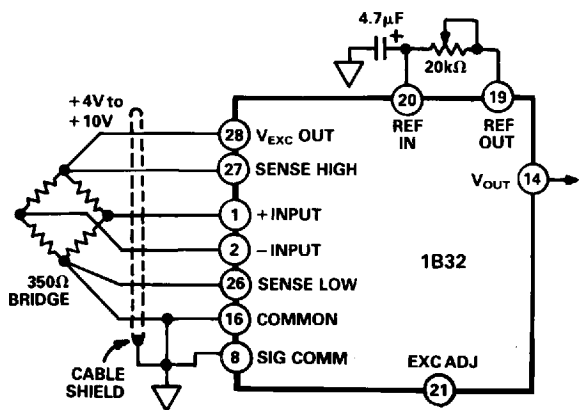 4.7µF
+
20kΩ
+4V to
+10V
20
19
REF
IN
REF
OUT
28
VEXC OUT
27
SENSE HIGH
14
VOUT
1
+INPUT
2
−INPUT
1B32
350Ω
BRIDGE
26
SENSE LOW
16
COMMON
CABLE
SHIELD
8
SIG COMM
EXC ADJ
21